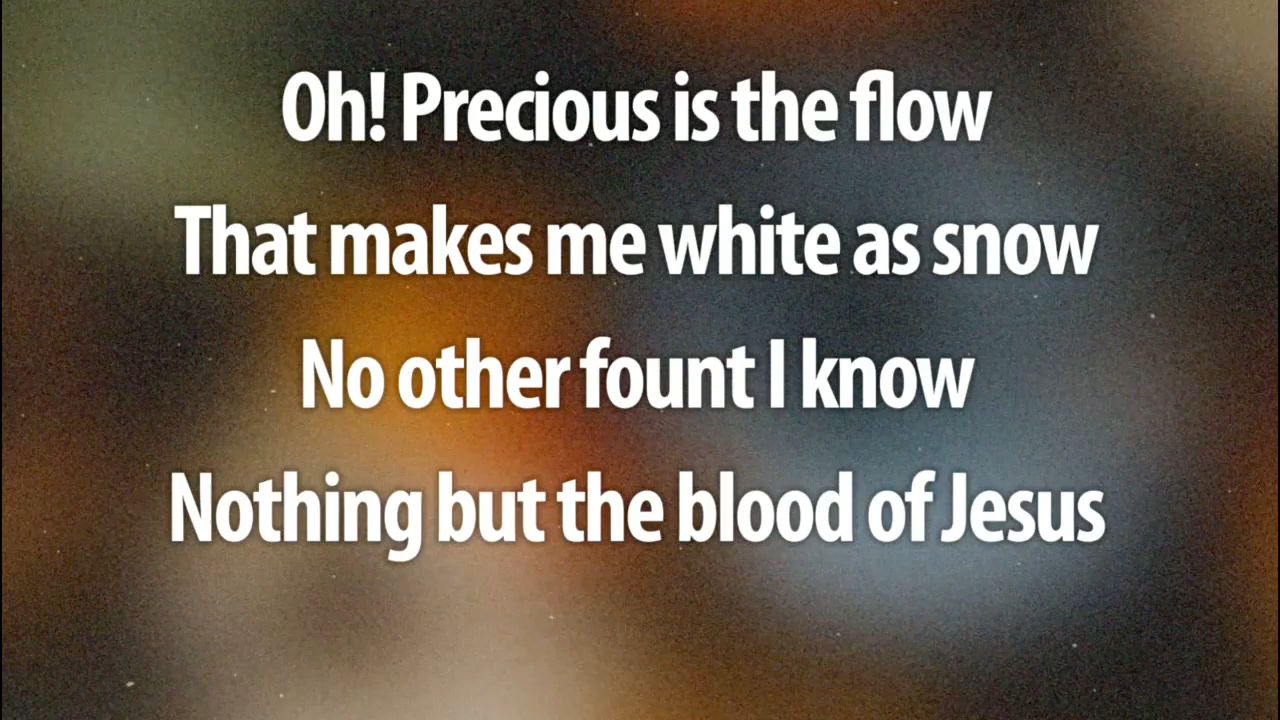 Oh! Precious is the flow
That makes me white as snow
No other fount I know
Nothing but the blood of Jesus